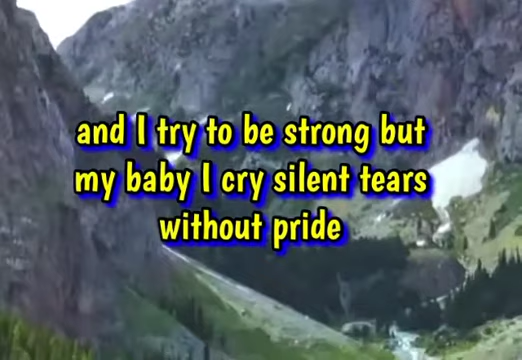 and I try to be strong but
my baby I cry silent tears
without pride